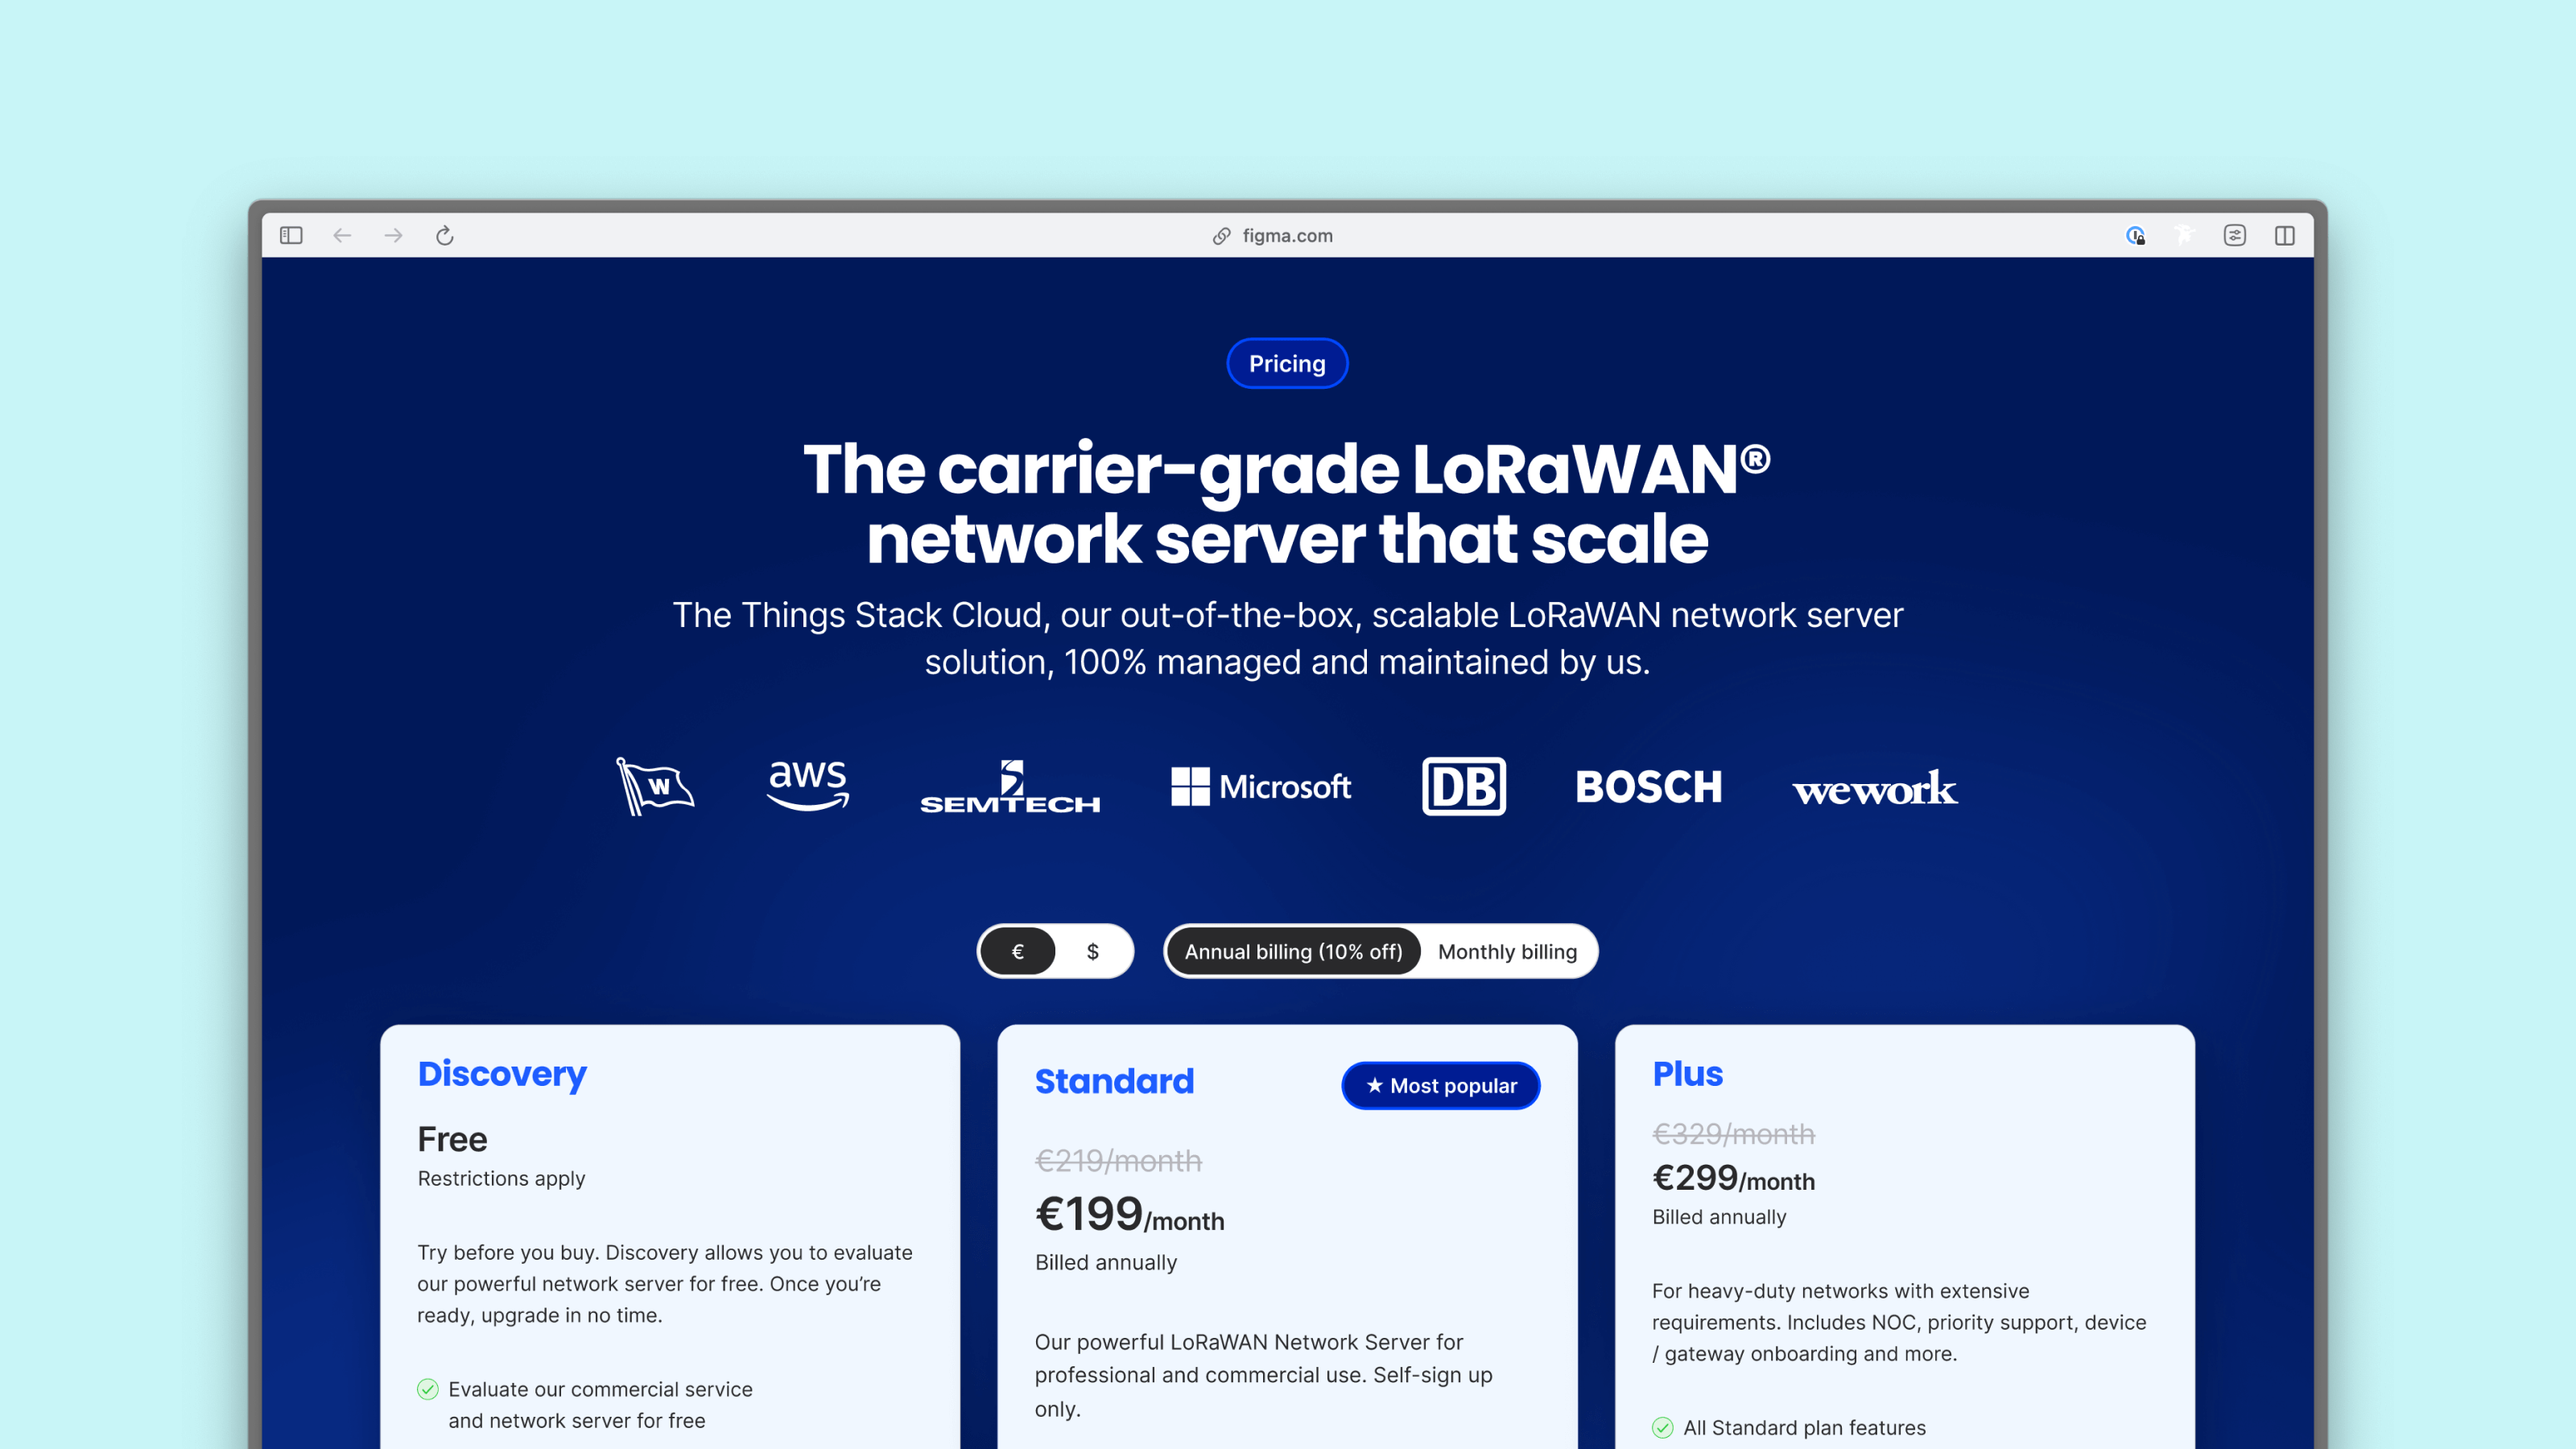 figma.com
Pricing
The carrier-grade LoRaWAN®
network server that scale
The Things Stack Cloud, our out-of-the-box, scalable LoRaWAN network server
solution, 100% managed and maintained by us.
W
aws
SEMTECH
Microsoft
DB
BOSCH
wework
€ $
Annual billing (10% off) Monthly billing
Discovery
Free
Restrictions apply
Try before you buy. Discovery allows you to evaluate
our powerful network server for free. Once you’re
ready, upgrade in no time.
Evaluate our commercial service
and network server for free
Standard
★ Most popular
€219/month
€199/month
Billed annually
Our powerful LoRaWAN Network Server for
professional and commercial use. Self-sign up
only.
Plus
€329/month
€299/month
Billed annually
For heavy-duty networks with extensive
requirements. Includes NOC, priority support, device
/ gateway onboarding and more.
All Standard plan features